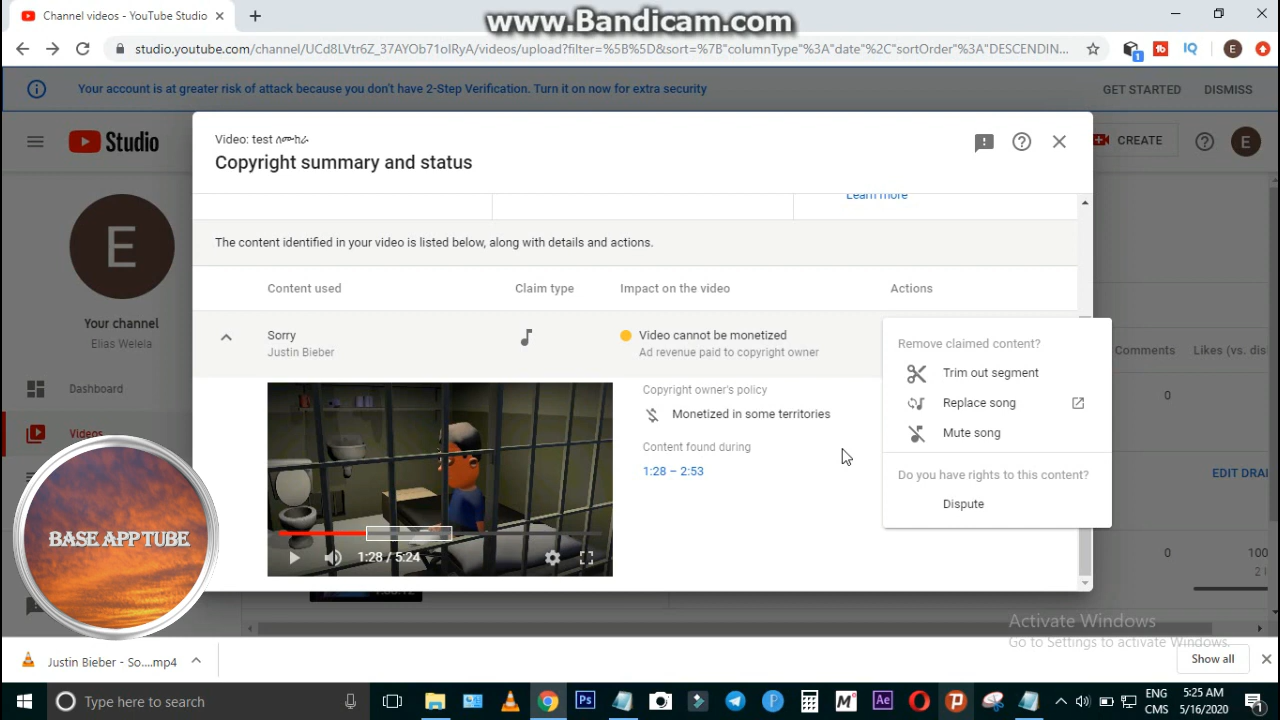 www.Bandicam.com
Channel videos - YouTube Studio
studio.youtube.com/channel/UCd8LVtr6Z_37AYOb71oIRyA/videos/upload?filter=%5B%5D&sort=%7B"columnType"%3A"date"%2C"sortOrder"%3A"DESCENDIN...
tb
IQ
E
1
Your account is at greater risk of attack because you don't have 2-Step Verification. Turn it on now for extra security
GET STARTED
DISMISS
Studio
CREATE
E
Video: test ለሙከራ
Copyright summary and status
E
Your channel
Elias Welela
Dashboard
Videos
BASE APP TUBE
Learn more
The content identified in your video is listed below, along with details and actions.
Content used
Claim type
Impact on the video
Actions
Sorry
Justin Bieber
Video cannot be monetized
Ad revenue paid to copyright owner
Copyright owner's policy
Monetized in some territories
Content found during
1:28 – 2:53
1:28 / 5:24
Remove claimed content?
Trim out segment
Replace song
Mute song
Do you have rights to this content?
Dispute
Comments
Likes (vs. dis
0
EDIT DRA
0
100
Activate Windows
Go to Settings to activate Windows.
Justin Bieber - So....mp4
Show all
Type here to search
Ps
Ae
ENG
CMS
5:25 AM
5/16/2020
1